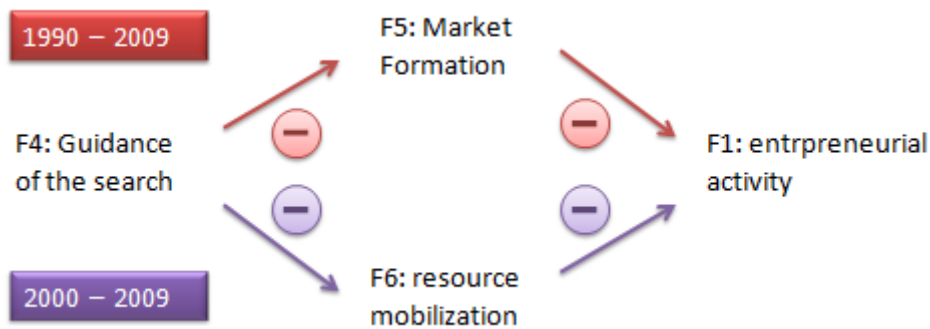 1990 – 2009
F5: Market
Formation
F4: Guidance
of the search
F1: entrpreneurial
activity
F6: resource
mobilization
2000 – 2009